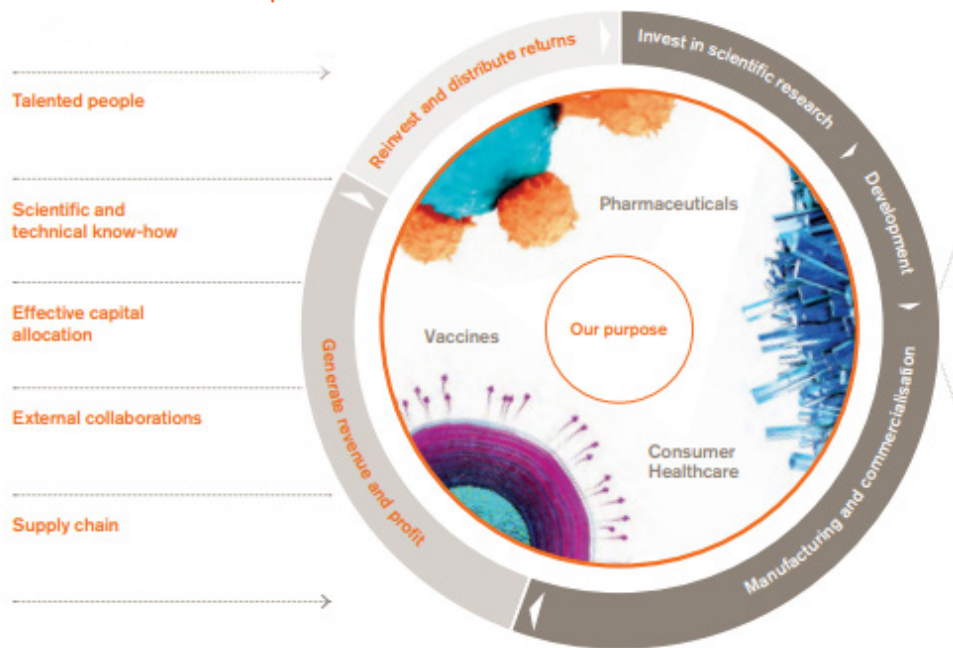 Talented people
Scientific and
technical know-how
Effective capital
allocation
External collaborations
Supply chain
Reinvest and distribute returns
Invest in scientific research
Development
Manufacturing and commercialisation
Generate revenue and profit
Pharmaceuticals
Vaccines
Our purpose
Consumer
Healthcare